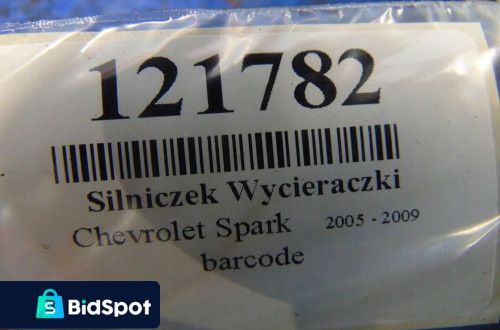 121782
Silniczek Wycieraczki
Chevrolet Spark 2005 - 2009
barcode
BidSpot